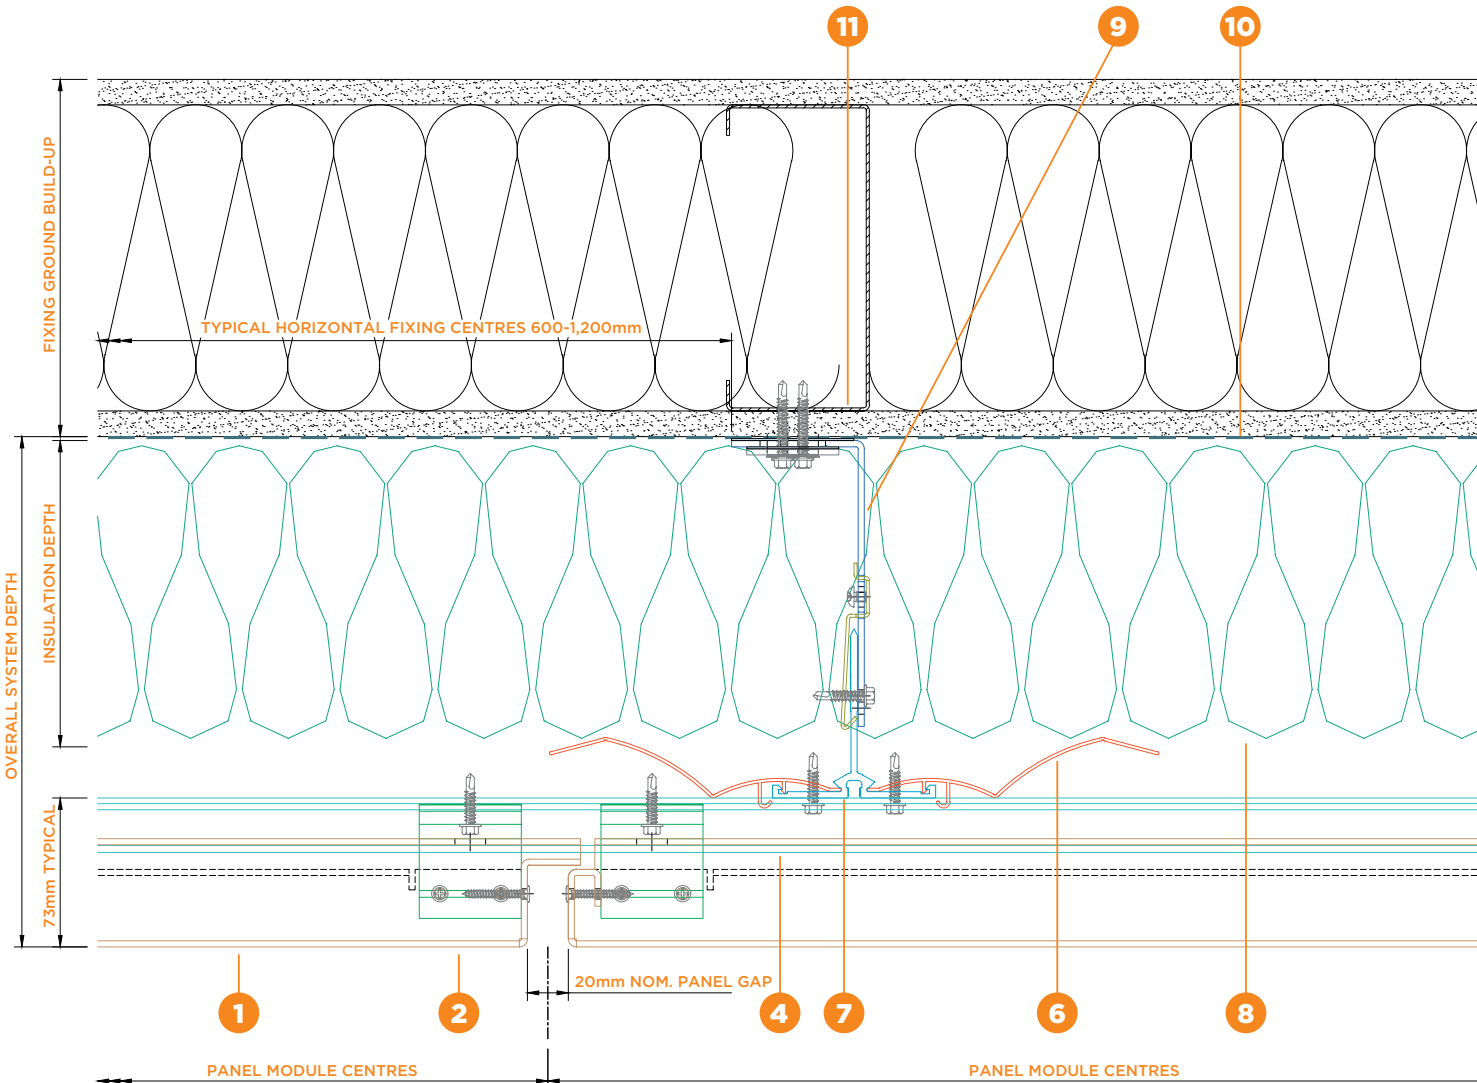 11
9
10
FIXING GROUND BUILD-UP
TYPICAL HORIZONTAL FIXING CENTRES 600-1,200mm
OVERALL SYSTEM DEPTH
INSULATION DEPTH
73mm TYPICAL
20mm NOM. PANEL GAP
1
2
4
7
6
8
PANEL MODULE CENTRES
PANEL MODULE CENTRES